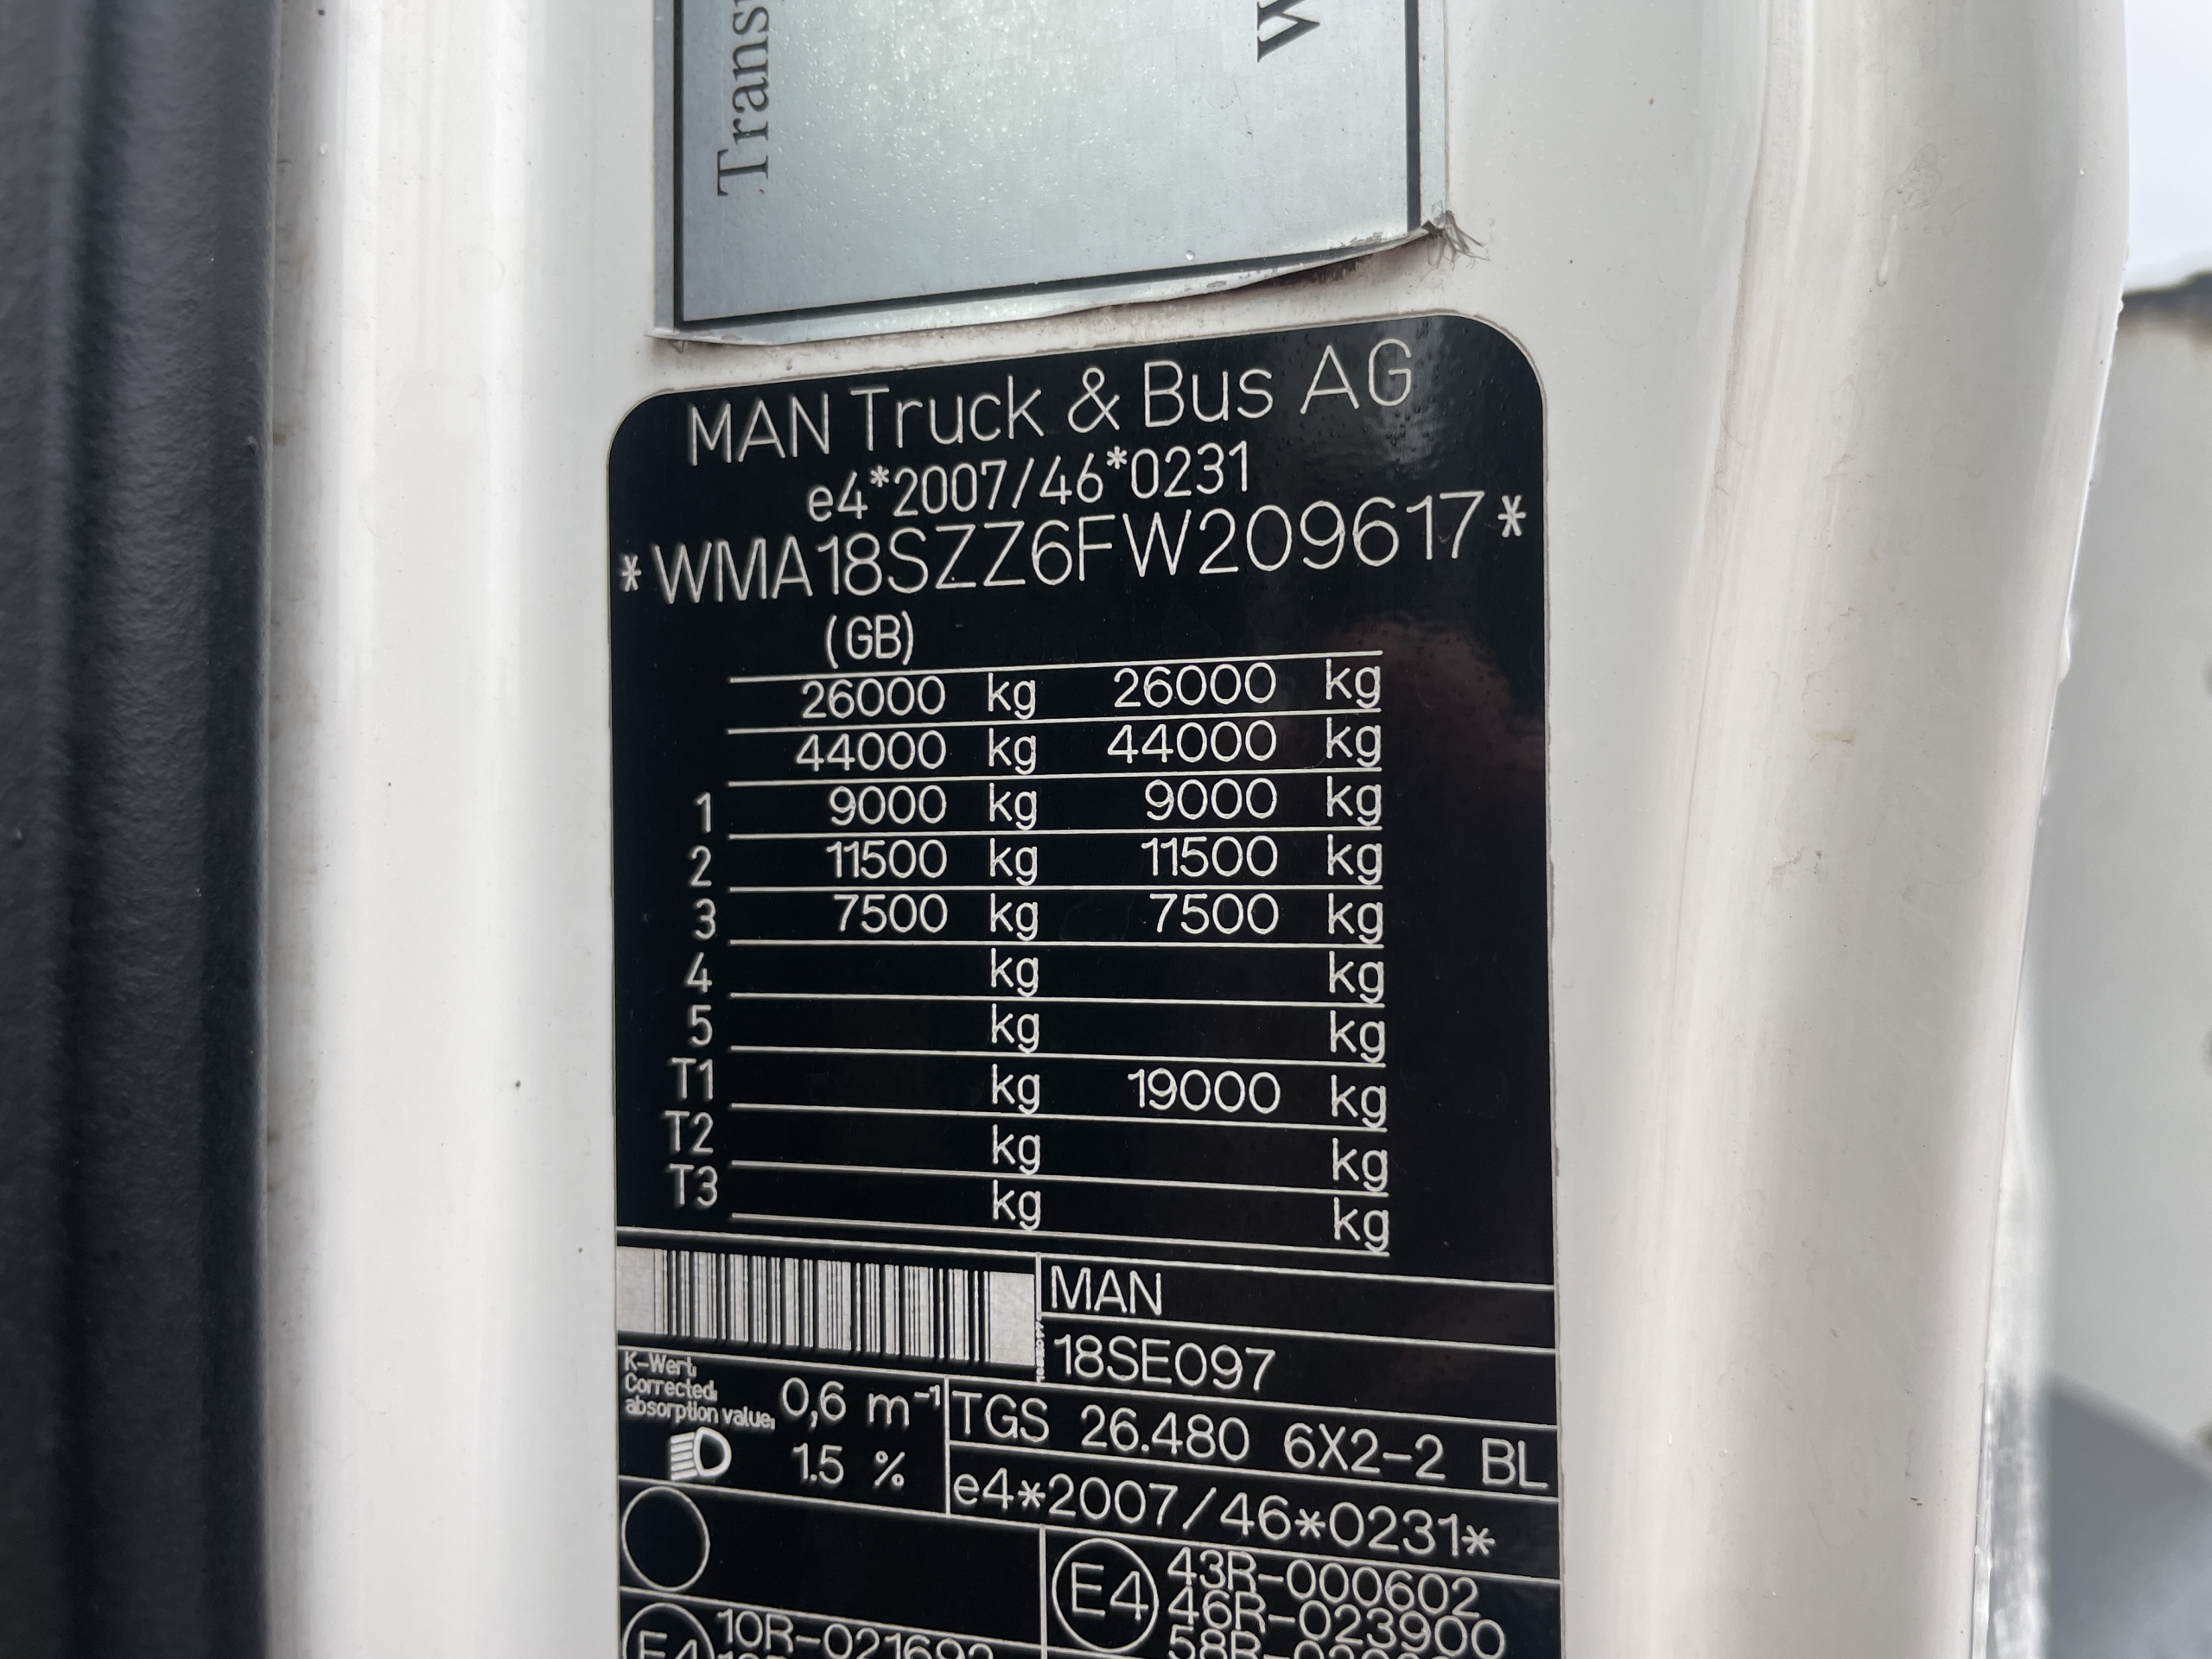 MAN Truck & Bus AG
e4*2007/46*0231
*WMA18SZZ6FW209617*
(GB)
26000 kg 26000 kg
44000 kg 44000 kg
1 9000 kg 9000 kg
2 11500 kg 11500 kg
3 7500 kg 7500 kg
4 kg kg
5 kg kg
T1 kg 19000 kg
T2 kg kg
T3 kg kg
MAN
18SE097
K-Wert,
Corrected,
absorption value, 0,6 m⁻¹
TGS 26.480 6X2-2 BL
1.5 %
e4*2007/46*0231*
E4 43R-000602
46R-023900
E4 10R-021692